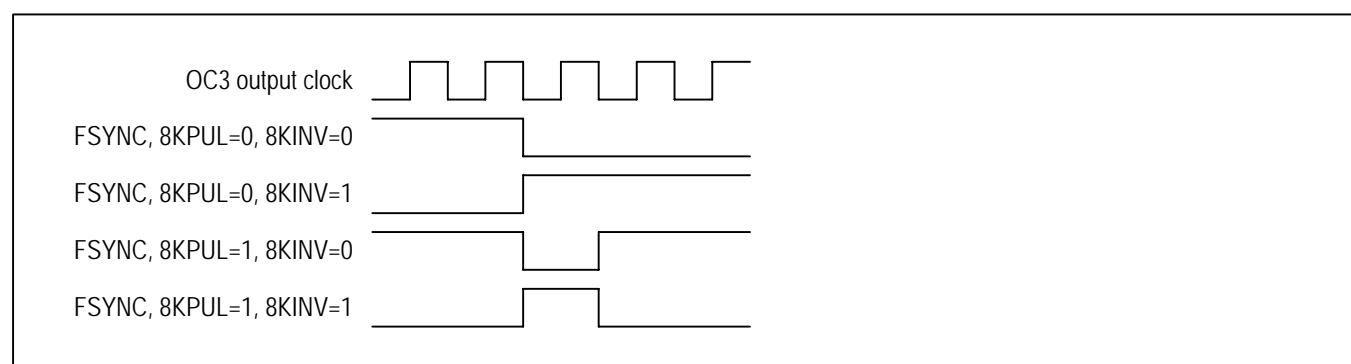 OC3 output clock
FSYNC, 8KPUL=0, 8KINV=0
FSYNC, 8KPUL=0, 8KINV=1
FSYNC, 8KPUL=1, 8KINV=0
FSYNC, 8KPUL=1, 8KINV=1